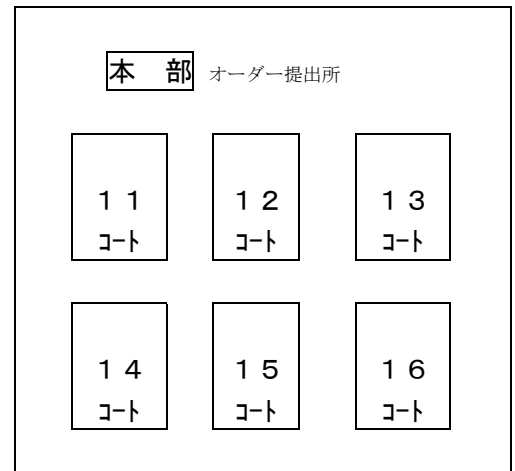 本　部 オーダー提出所
１１ １２ １３
ｺｰﾄ ｺｰﾄ ｺｰﾄ
１４ １５ １６
ｺｰﾄ ｺｰﾄ ｺｰﾄ